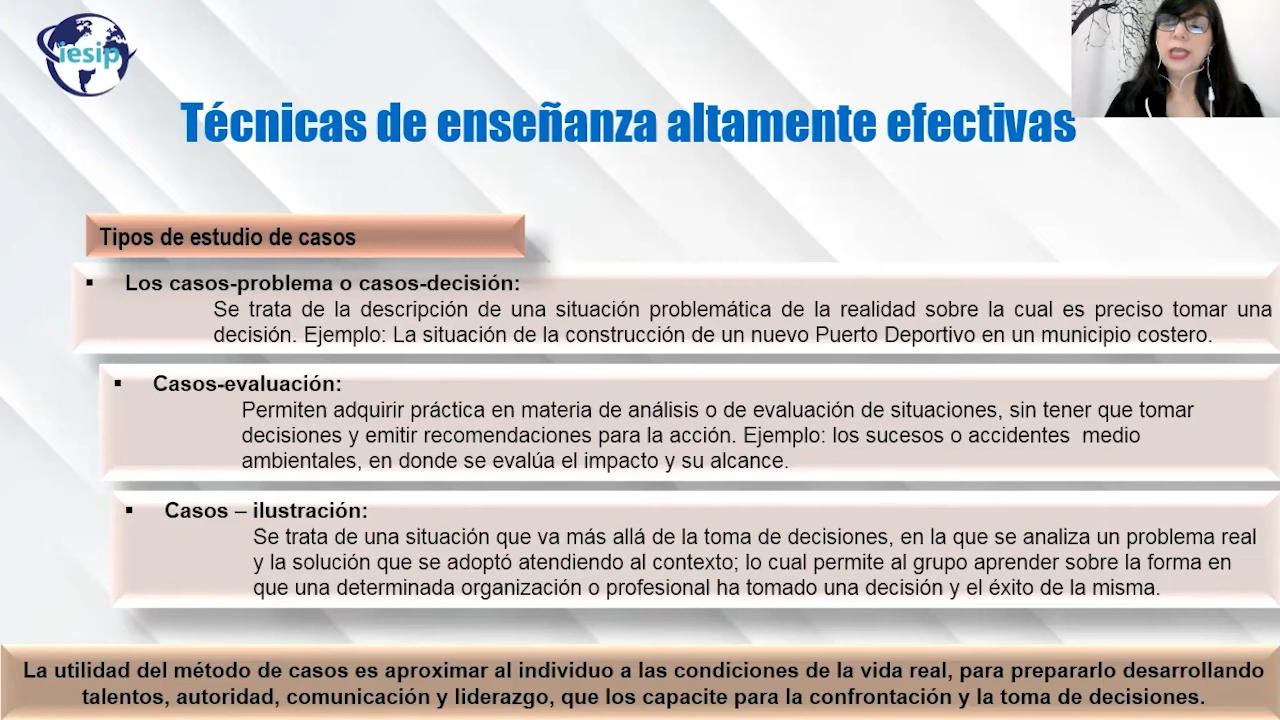 iesip
Técnicas de enseñanza altamente efectivas
Tipos de estudio de casos
▪ Los casos-problema o casos-decisión:
Se trata de la descripción de una situación problemática de la realidad sobre la cual es preciso tomar una
decisión. Ejemplo: La situación de la construcción de un nuevo Puerto Deportivo en un municipio costero.
▪ Casos-evaluación:
Permiten adquirir práctica en materia de análisis o de evaluación de situaciones, sin tener que tomar
decisiones y emitir recomendaciones para la acción. Ejemplo: los sucesos o accidentes medio
ambientales, en donde se evalúa el impacto y su alcance.
▪ Casos – ilustración:
Se trata de una situación que va más allá de la toma de decisiones, en la que se analiza un problema real
y la solución que se adoptó atendiendo al contexto; lo cual permite al grupo aprender sobre la forma en
que una determinada organización o profesional ha tomado una decisión y el éxito de la misma.
La utilidad del método de casos es aproximar al individuo a las condiciones de la vida real, para prepararlo desarrollando
talentos, autoridad, comunicación y liderazgo, que los capacite para la confrontación y la toma de decisiones.